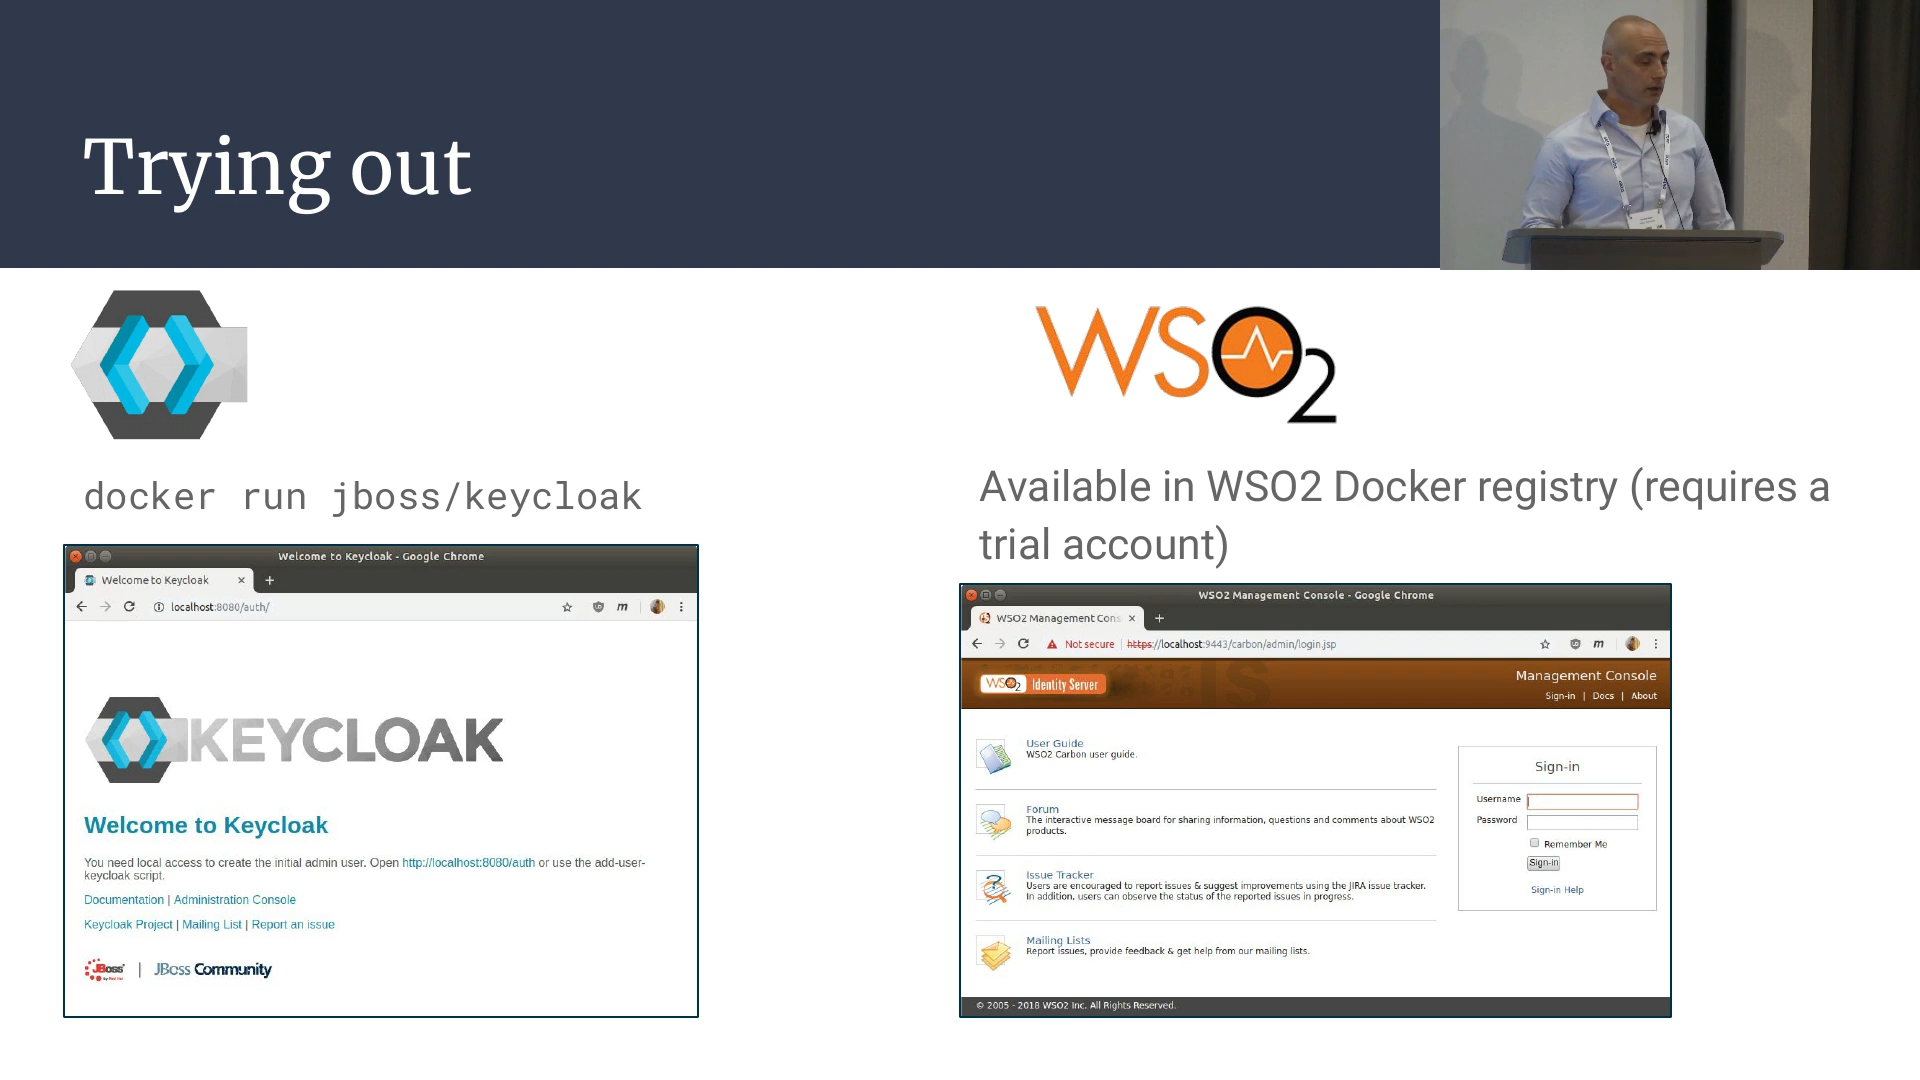 Trying out
WSO2
docker run jboss/keycloak
Available in WSO2 Docker registry (requires a
trial account)
Welcome to Keycloak - Google Chrome
Welcome to Keycloak
localhost:8080/auth/
KEYCLOAK
Welcome to Keycloak
You need local access to create the initial admin user. Open http://localhost:8080/auth or use the add-user-
keycloak script.
Documentation | Administration Console
Keycloak Project | Mailing List | Report an issue
JBoss | JBoss Community
WSO2 Management Console - Google Chrome
WSO2 Management Cons
Not secure | https://localhost:9443/carbon/admin/login.jsp
WSO2 Identity Server
Management Console
Sign-in | Docs | About
User Guide
WSO2 Carbon user guide.
Forum
The interactive message board for sharing information, questions and comments about WSO2
products.
Issue Tracker
Users are encouraged to report issues & suggest improvements using the JIRA issue tracker.
In addition, users can observe the status of the reported issues in progress.
Mailing Lists
Report issues, provide feedback & get help from our mailing lists.
Sign-in
Username
Password
Remember Me
Sign-in
Sign-in Help
© 2005 - 2018 WSO2 Inc. All Rights Reserved.